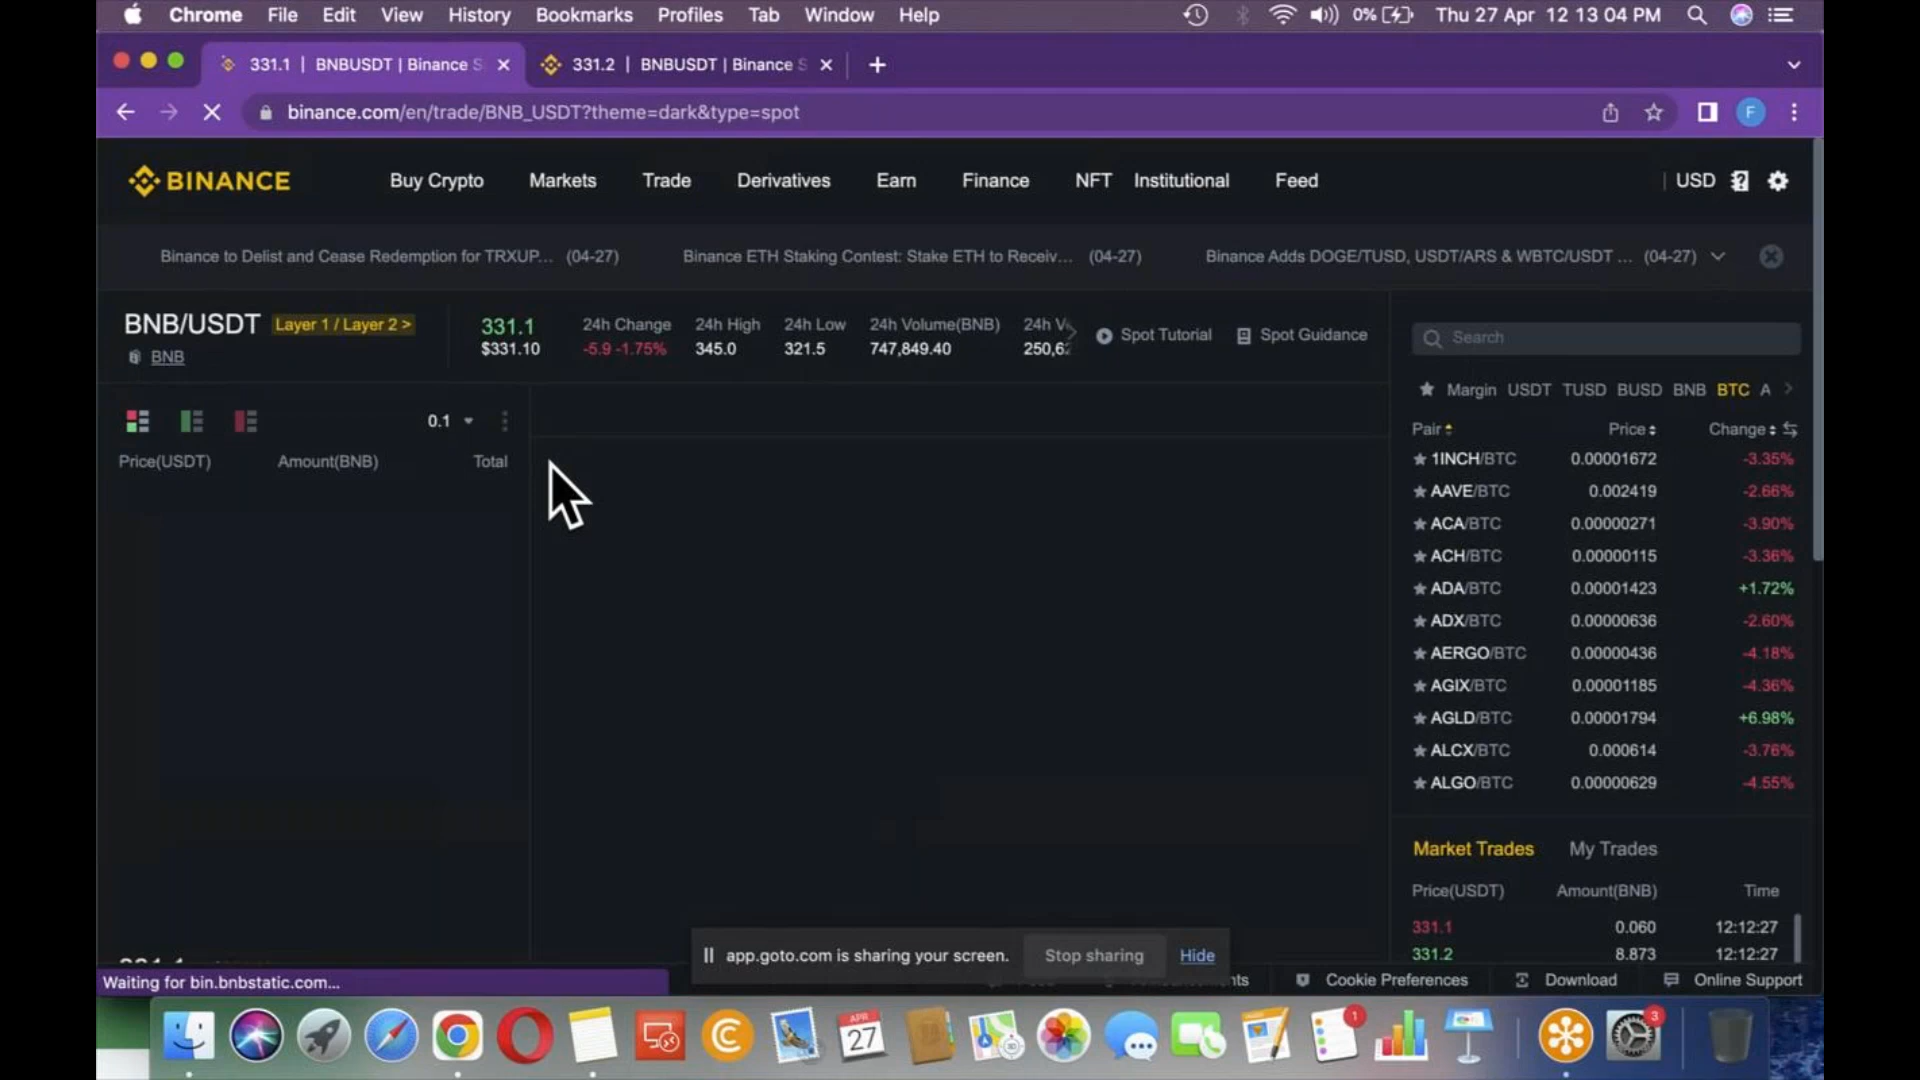 Chrome File Edit View History Bookmarks Profiles Tab Window Help 0% Thu 27 Apr 12 13 04 PM
331.1 | BNBUSDT | Binance S 331.2 | BNBUSDT | Binance S
binance.com/en/trade/BNB_USDT?theme=dark&type=spot F
BINANCE Buy Crypto Markets Trade Derivatives Earn Finance NFT Institutional Feed USD
Binance to Delist and Cease Redemption for TRXUP... (04-27) Binance ETH Staking Contest: Stake ETH to Receiv... (04-27) Binance Adds DOGE/TUSD, USDT/ARS & WBTC/USDT ... (04-27)
BNB/USDT Layer 1 / Layer 2 > 331.1 24h Change 24h High 24h Low 24h Volume(BNB) 24h V Spot Tutorial Spot Guidance Search
BNB $331.10 -5.9 -1.75% 345.0 321.5 747,849.40 250,62
0.1 Margin USDT TUSD BUSD BNB BTC A
Price(USDT) Amount(BNB) Total
Pair Price Change
1INCH/BTC 0.00001672 -3.35%
AAVE/BTC 0.002419 -2.66%
ACA/BTC 0.00000271 -3.90%
ACH/BTC 0.00000115 -3.36%
ADA/BTC 0.00001423 +1.72%
ADX/BTC 0.00000636 -2.60%
AERGO/BTC 0.00000436 -4.18%
AGIX/BTC 0.00001185 -4.36%
AGLD/BTC 0.00001794 +6.98%
ALCX/BTC 0.000614 -3.76%
ALGO/BTC 0.00000629 -4.55%
Market Trades My Trades
Price(USDT) Amount(BNB) Time
331.1 0.060 12:12:27
331.2 8.873 12:12:27
app.goto.com is sharing your screen. Stop sharing Hide
Waiting for bin.bnbstatic.com... Cookie Preferences Download Online Support
APR
27 1 3